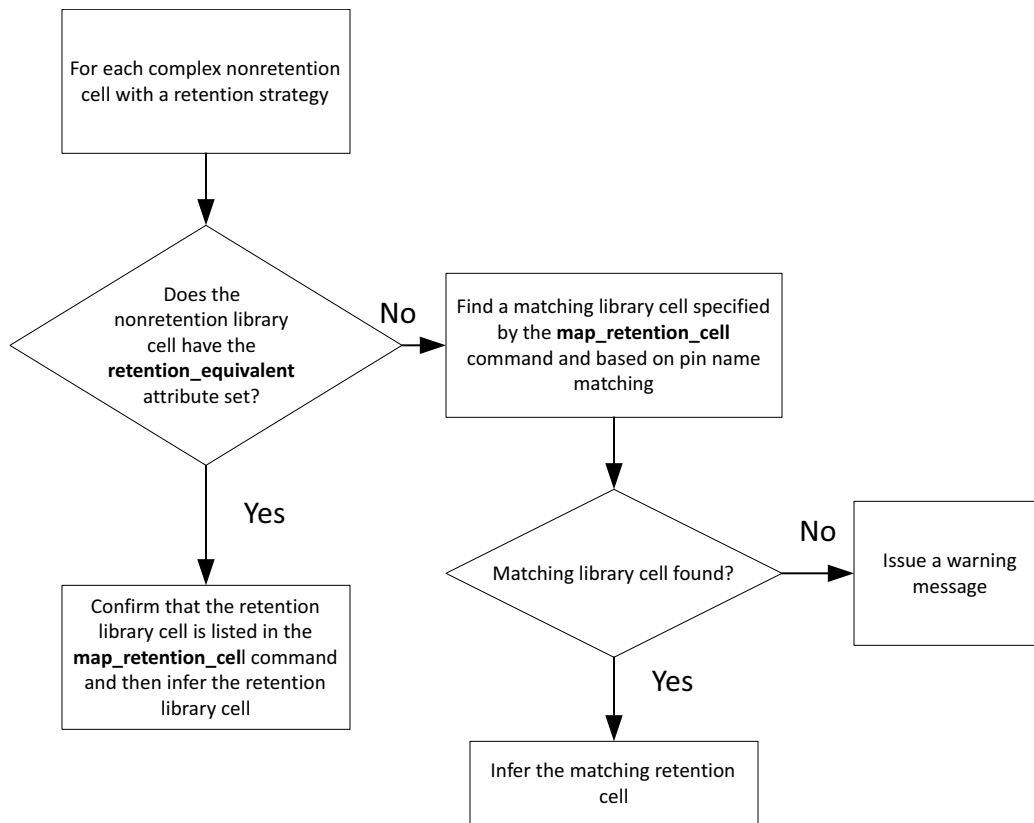 For each complex nonretention
cell with a retention strategy
Does the
nonretention library
cell have the
retention_equivalent
attribute set?
No
Find a matching library cell specified
by the map_retention_cell
command and based on pin name
matching
Yes
Matching library cell found?
No
Issue a warning
message
Confirm that the retention
library cell is listed in the
map_retention_cell command
and then infer the retention
library cell
Yes
Infer the matching retention
cell